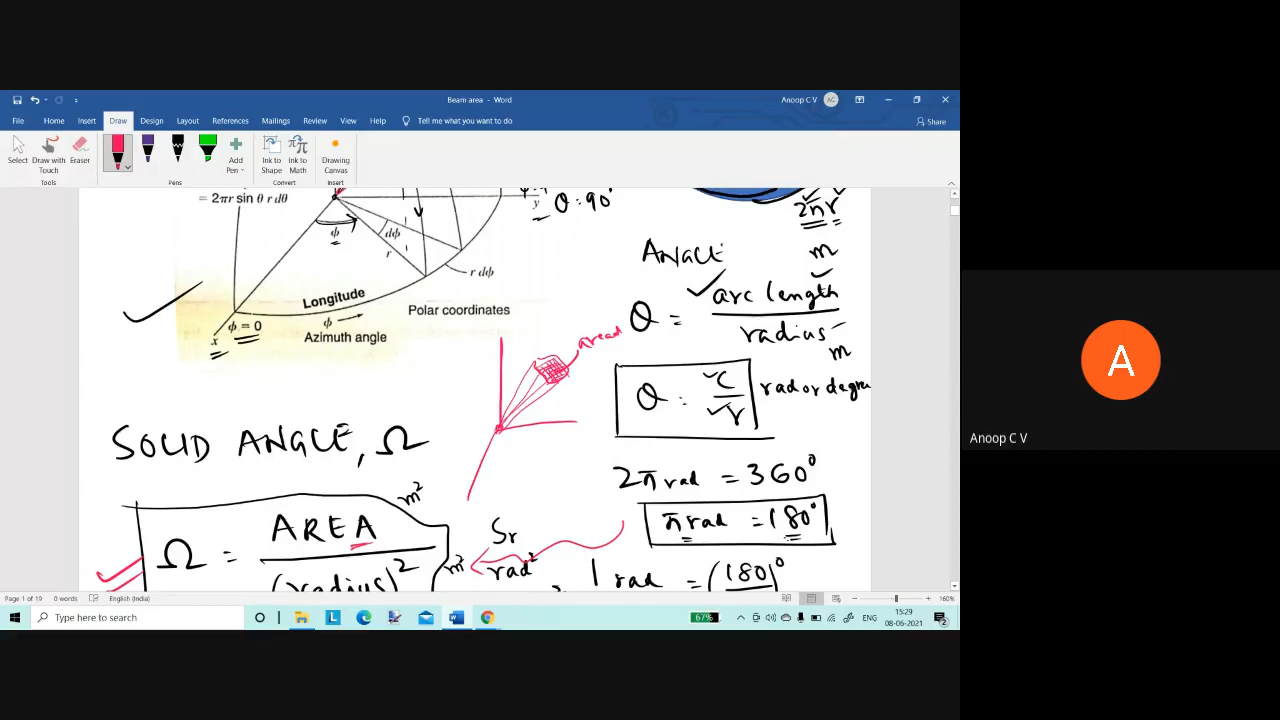 Beam area - Word
Anoop C V
AC
File
Home
Insert
Draw
Design
Layout
References
Mailings
Review
View
Help
Tell me what you want to do
Share
Select
Draw with Touch
Eraser
Add Pen
Ink to Shape
Ink to Math
Drawing Canvas
Tools
Pens
Convert
Insert
= 2πr sin θ r dθ
y
θ = 90°
2πr
φ
dφ
r
r dφ
Longitude
φ
Polar coordinates
φ = 0
x
Azimuth angle
ANGLE
m
θ = arc length
radius
m
area A
θ = C
r
rad or degre
SOLID ANGLE, Ω
2π rad = 360°
π rad = 180°
m²
Ω = AREA
(radius)²
m²
Sr
rad²
1 rad = (180)°
A
Anoop C V
Page 1 of 19
0 words
English (India)
160%
Type here to search
67%
ENG
15:29
08-06-2021
2